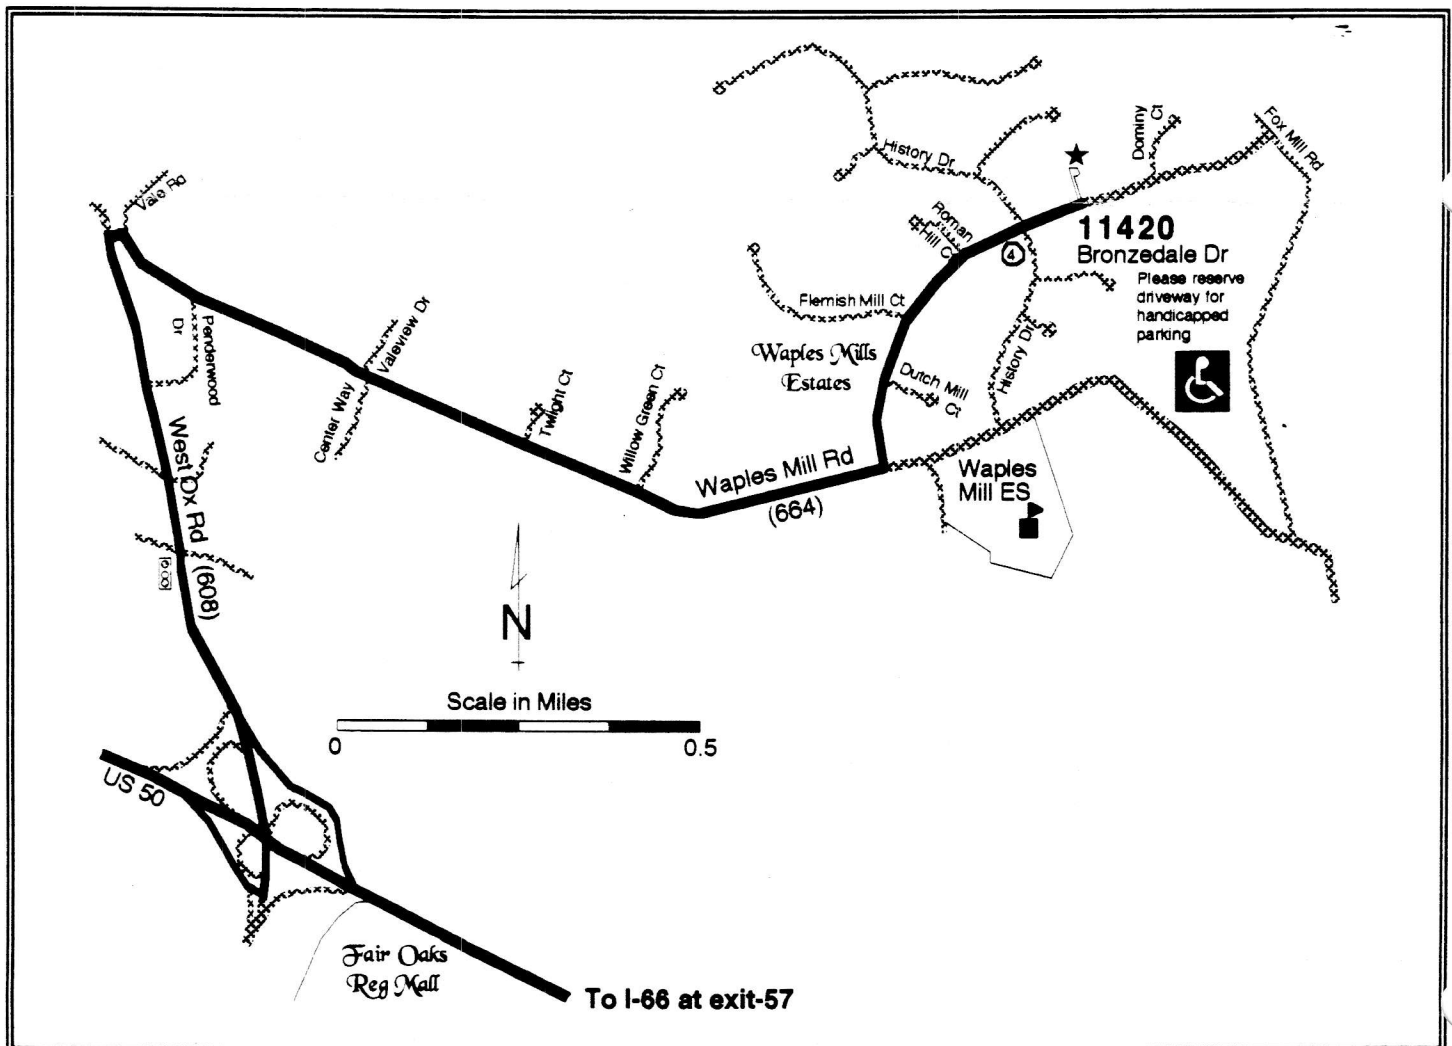 History Dr
Dominy
Ct
Fox Mill Rd
Vale Rd
Roman
Hill C
11420
Bronzedale Dr
4
Please reserve
driveway for
handicapped
parking
Flemish Mill Ct
Penderwood
Dr
Valeview Dr
Center Way
Waples Mills
Estates
History Dr
Dutch Mill
Ct
Twilight Ct
Willow Green Ct
West Ox Rd (608)
Waples Mill Rd
(664)
Waples
Mill ES
N
Scale in Miles
0
0.5
US 50
Fair Oaks
Reg Mall
To I-66 at exit-57